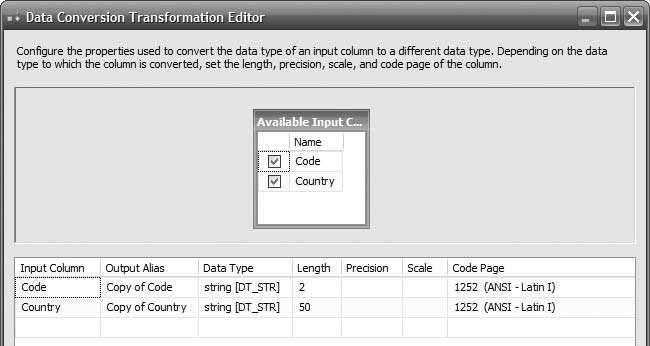 Data Conversion Transformation Editor
Configure the properties used to convert the data type of an input column to a different data type. Depending on the data
type to which the column is converted, set the length, precision, scale, and code page of the column.
Available Input C...
Name
Code
Country
Input Column Output Alias Data Type Length Precision Scale Code Page
Code Copy of Code string [DT_STR] 2 1252 (ANSI - Latin I)
Country Copy of Country string [DT_STR] 50 1252 (ANSI - Latin I)